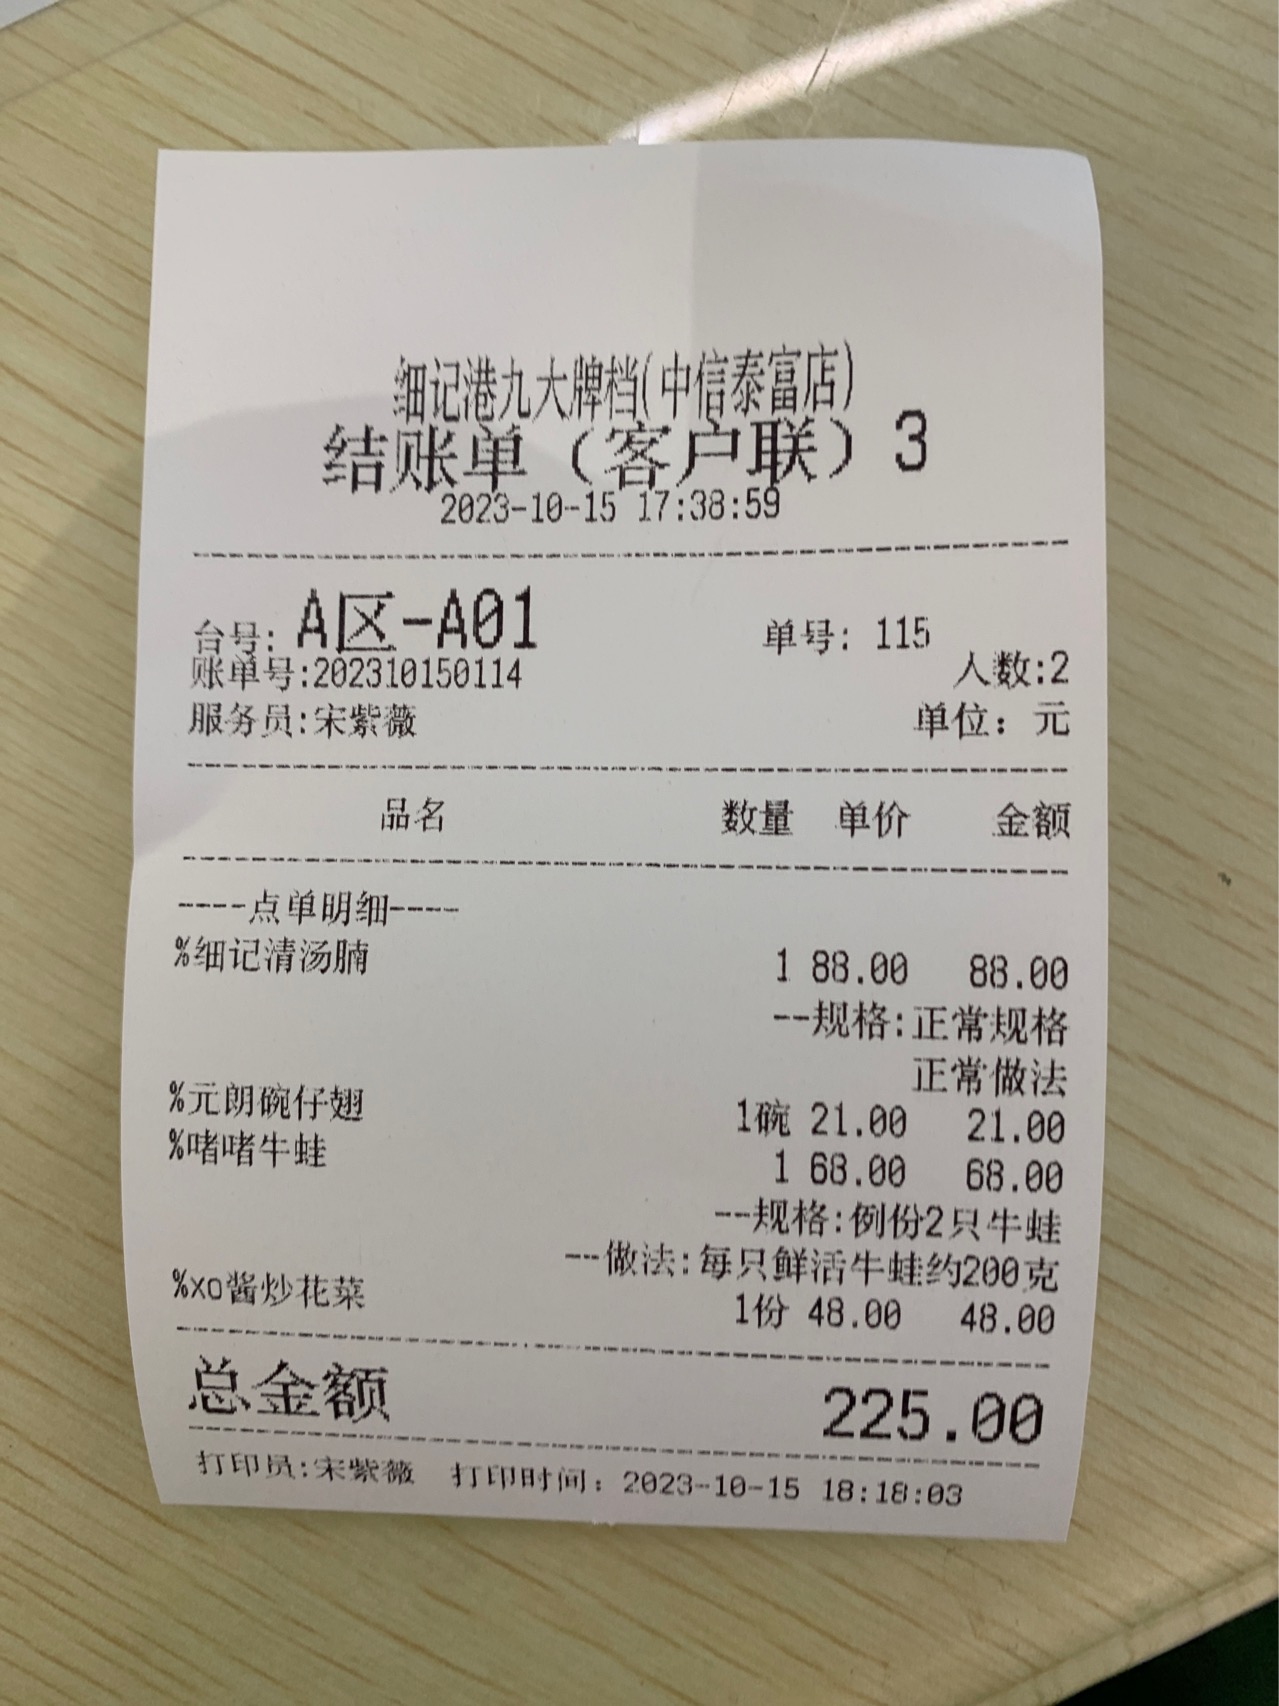 细记港九大牌档(中信泰富店)
结账单（客户联）3
2023-10-15 17:38:59
台号: A区-A01 单号: 115
账单号:202310150114 人数:2
服务员:宋紫薇 单位: 元
品名 数量 单价 金额
----点单明细----
%细记清汤腩 1 88.00 88.00
--规格:正常规格
正常做法
%元朗碗仔翅 1碗 21.00 21.00
%啫啫牛蛙 1 68.00 68.00
--规格:例份2只牛蛙
--做法:每只鲜活牛蛙约200克
%xo酱炒花菜 1份 48.00 48.00
总金额 225.00
打印员:宋紫薇 打印时间: 2023-10-15 18:18:03